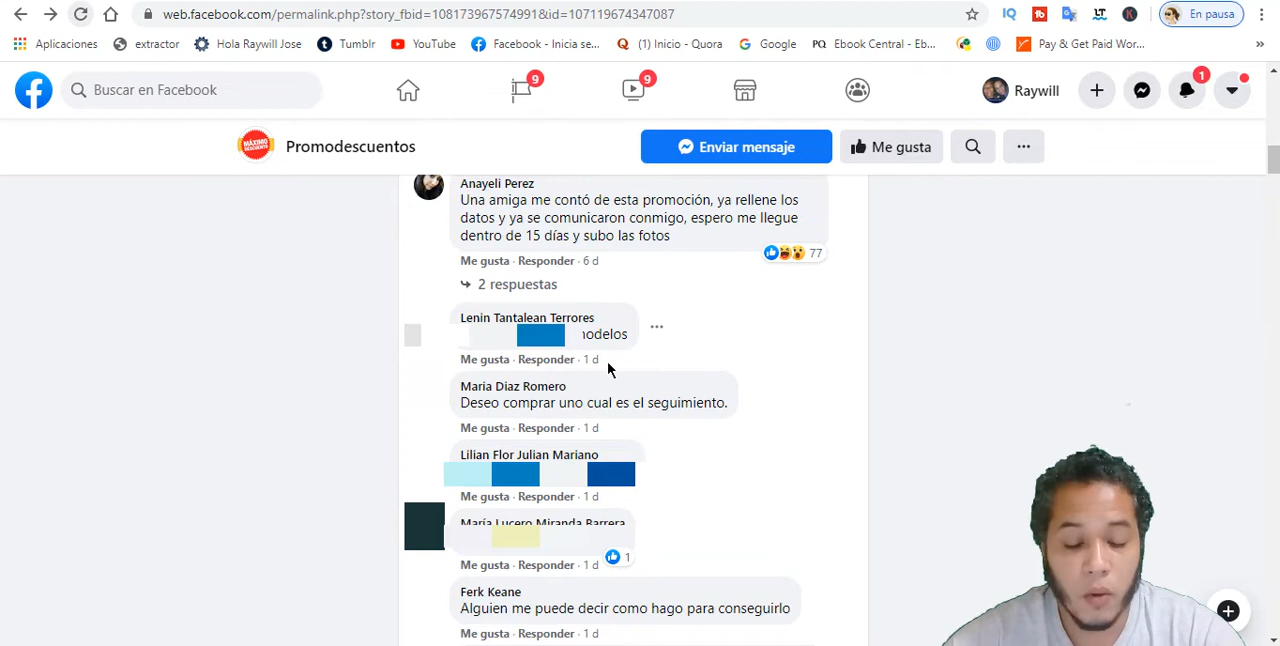 web.facebook.com/permalink.php?story_fbid=108173967574991&id=107119674347087
IQ
En pausa
Aplicaciones
extractor
Hola Raywill Jose
Tumblr
YouTube
Facebook - Inicia se...
(1) Inicio - Quora
Google
PQ Ebook Central - Eb...
Pay & Get Paid Wor...
»
Buscar en Facebook
9
9
Raywill
1
MÁXIMO DESCUENTO
Promodescuentos
Enviar mensaje
Me gusta
Anayeli Perez
Una amiga me contó de esta promoción, ya rellene los
datos y ya se comunicaron conmigo, espero me llegue
dentro de 15 días y subo las fotos
77
Me gusta · Responder · 6 d
2 respuestas
Lenin Tantalean Terrores
modelos
Me gusta · Responder · 1 d
Maria Diaz Romero
Deseo comprar uno cual es el seguimiento.
Me gusta · Responder · 1 d
Lilian Flor Julian Mariano
Me gusta · Responder · 1 d
María Lucero Miranda Barrera
1
Me gusta · Responder · 1 d
Ferk Keane
Alguien me puede decir como hago para conseguirlo
Me gusta · Responder · 1 d